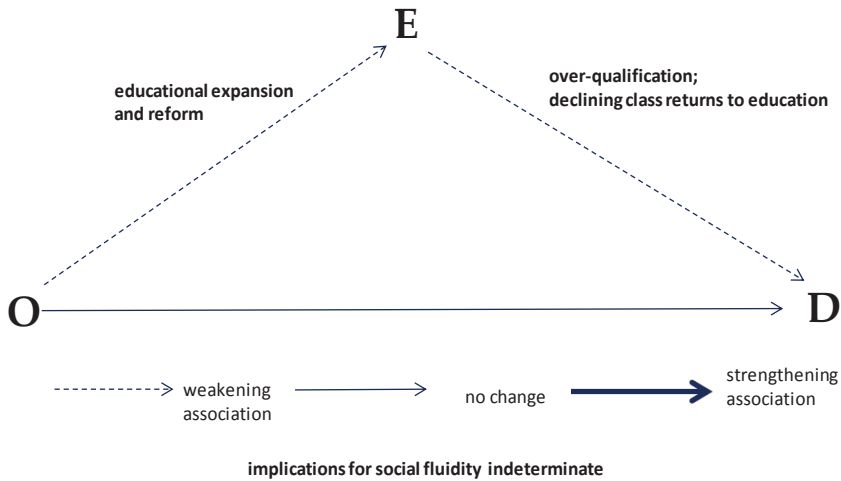 E
educational expansion
and reform
over-qualification;
declining class returns to education
O
D
weakening
association
no change
strengthening
association
implications for social fluidity indeterminate